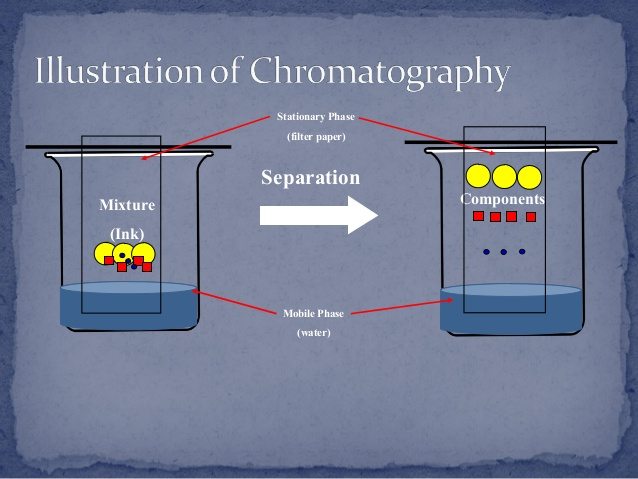 Illustration of Chromatography
Stationary Phase
(filter paper)
Separation
Mixture
(Ink)
Components
Mobile Phase
(water)